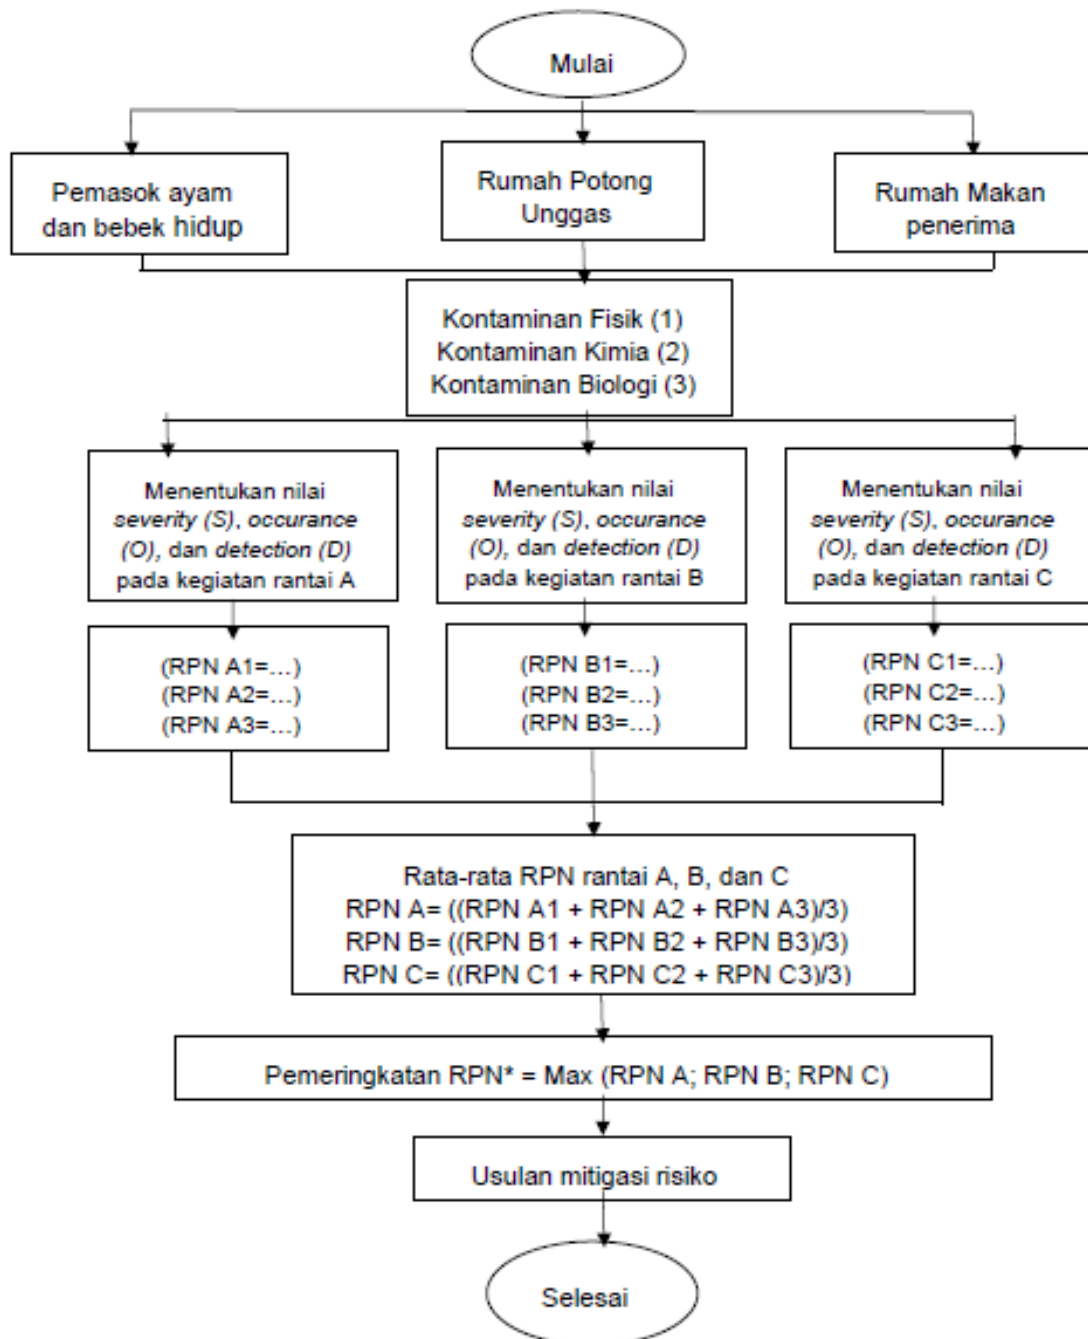 Mulai
Pemasok ayam
dan bebek hidup
Rumah Potong
Unggas
Rumah Makan
penerima
Kontaminan Fisik (1)
Kontaminan Kimia (2)
Kontaminan Biologi (3)
Menentukan nilai
severity (S), occurance
(O), dan detection (D)
pada kegiatan rantai A
Menentukan nilai
severity (S), occurance
(O), dan detection (D)
pada kegiatan rantai B
Menentukan nilai
severity (S), occurance
(O), dan detection (D)
pada kegiatan rantai C
(RPN A1=...)
(RPN A2=...)
(RPN A3=...)
(RPN B1=...)
(RPN B2=...)
(RPN B3=...)
(RPN C1=...)
(RPN C2=...)
(RPN C3=...)
Rata-rata RPN rantai A, B, dan C
RPN A= ((RPN A1 + RPN A2 + RPN A3)/3)
RPN B= ((RPN B1 + RPN B2 + RPN B3)/3)
RPN C= ((RPN C1 + RPN C2 + RPN C3)/3)
Pemeringkatan RPN* = Max (RPN A; RPN B; RPN C)
Usulan mitigasi risiko
Selesai